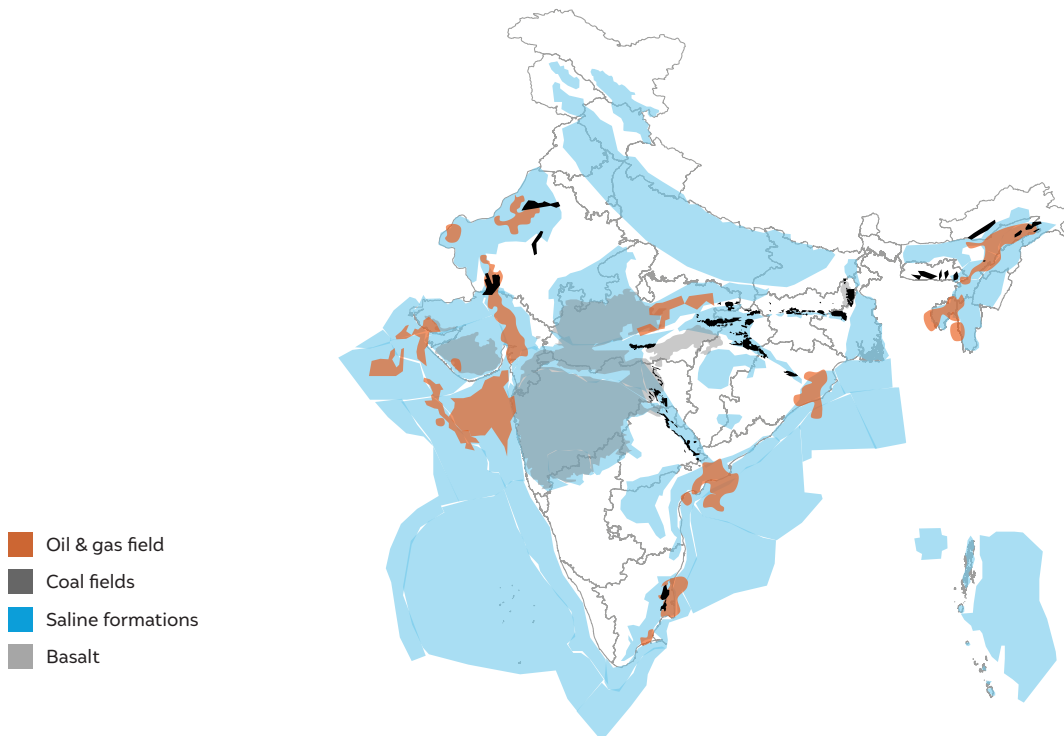 Oil & gas field
Coal fields
Saline formations
Basalt